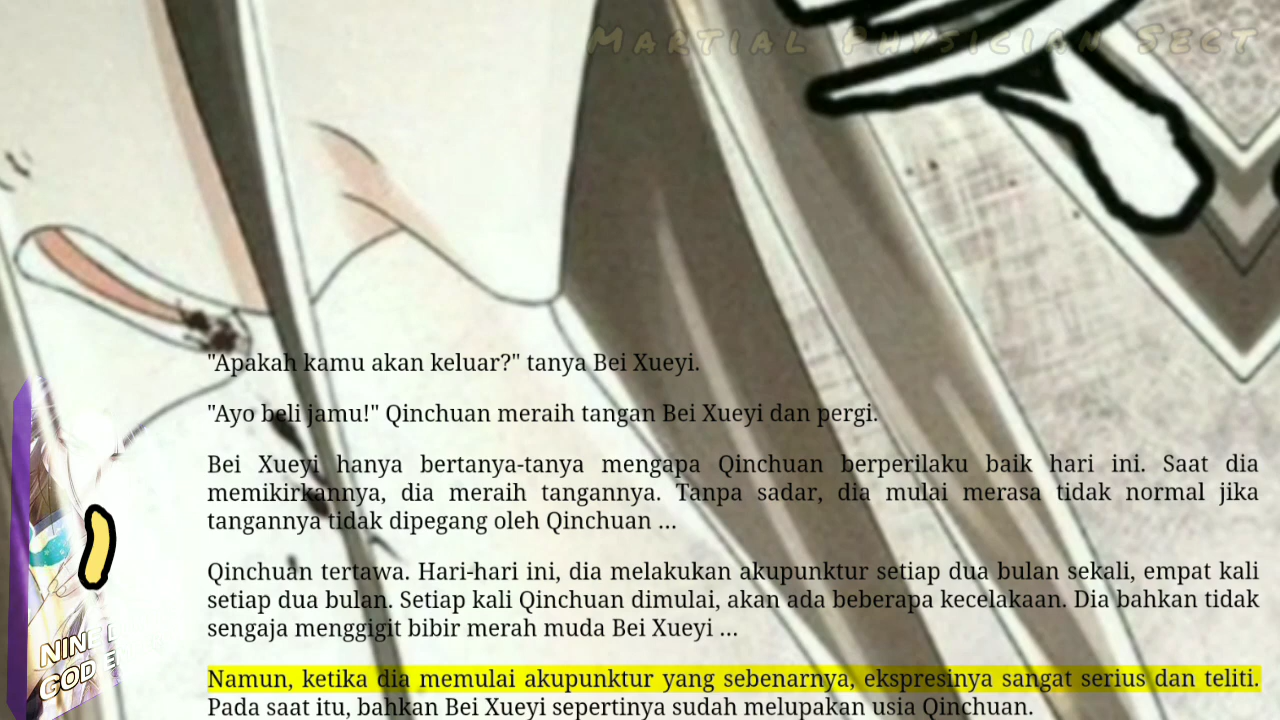 MARTIAL PHYSICIAN SECT
"Apakah kamu akan keluar?" tanya Bei Xueyi.
"Ayo beli jamu!" Qinchuan meraih tangan Bei Xueyi dan pergi.
Bei Xueyi hanya bertanya-tanya mengapa Qinchuan berperilaku baik hari ini. Saat dia
memikirkannya, dia meraih tangannya. Tanpa sadar, dia mulai merasa tidak normal jika
tangannya tidak dipegang oleh Qinchuan ...
Qinchuan tertawa. Hari-hari ini, dia melakukan akupunktur setiap dua bulan sekali, empat kali
setiap dua bulan. Setiap kali Qinchuan dimulai, akan ada beberapa kecelakaan. Dia bahkan tidak
sengaja menggigit bibir merah muda Bei Xueyi ...
Namun, ketika dia memulai akupunktur yang sebenarnya, ekspresinya sangat serius dan teliti.
Pada saat itu, bahkan Bei Xueyi sepertinya sudah melupakan usia Qinchuan.
NINE
GOD